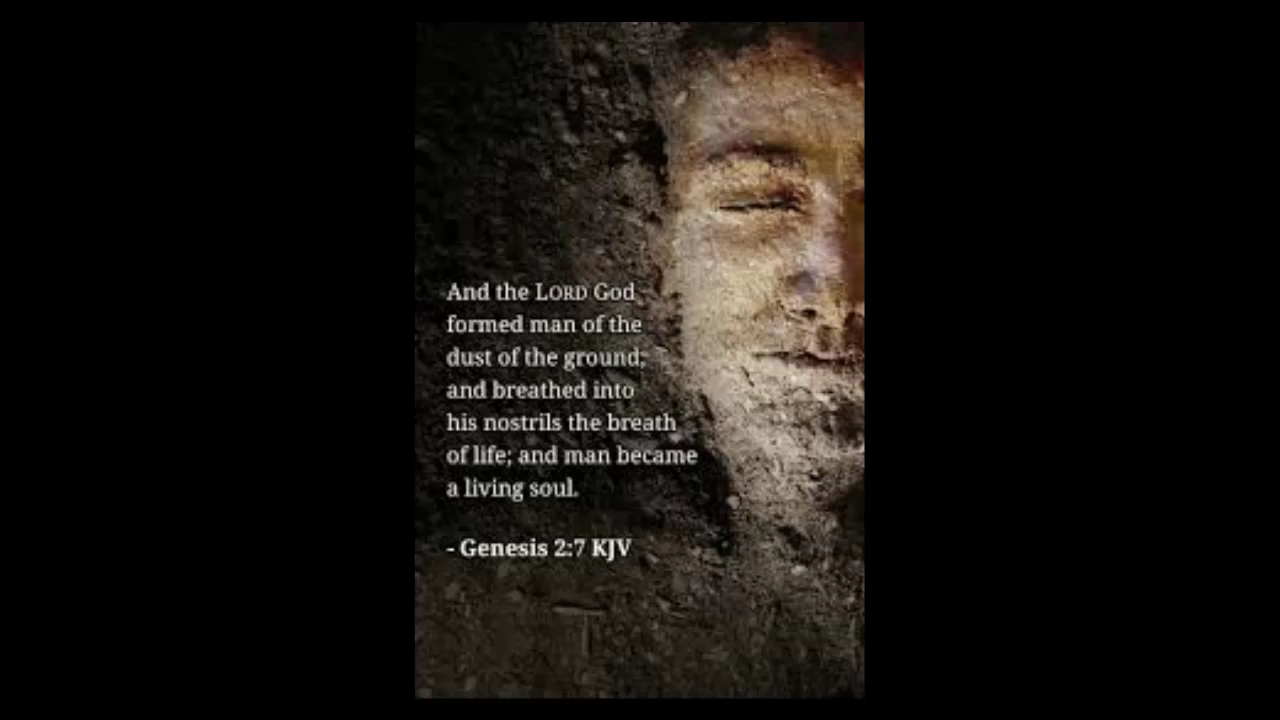 And the LORD God
formed man of the
dust of the ground,
and breathed into
his nostrils the breath
of life; and man became
a living soul.
- Genesis 2:7 KJV